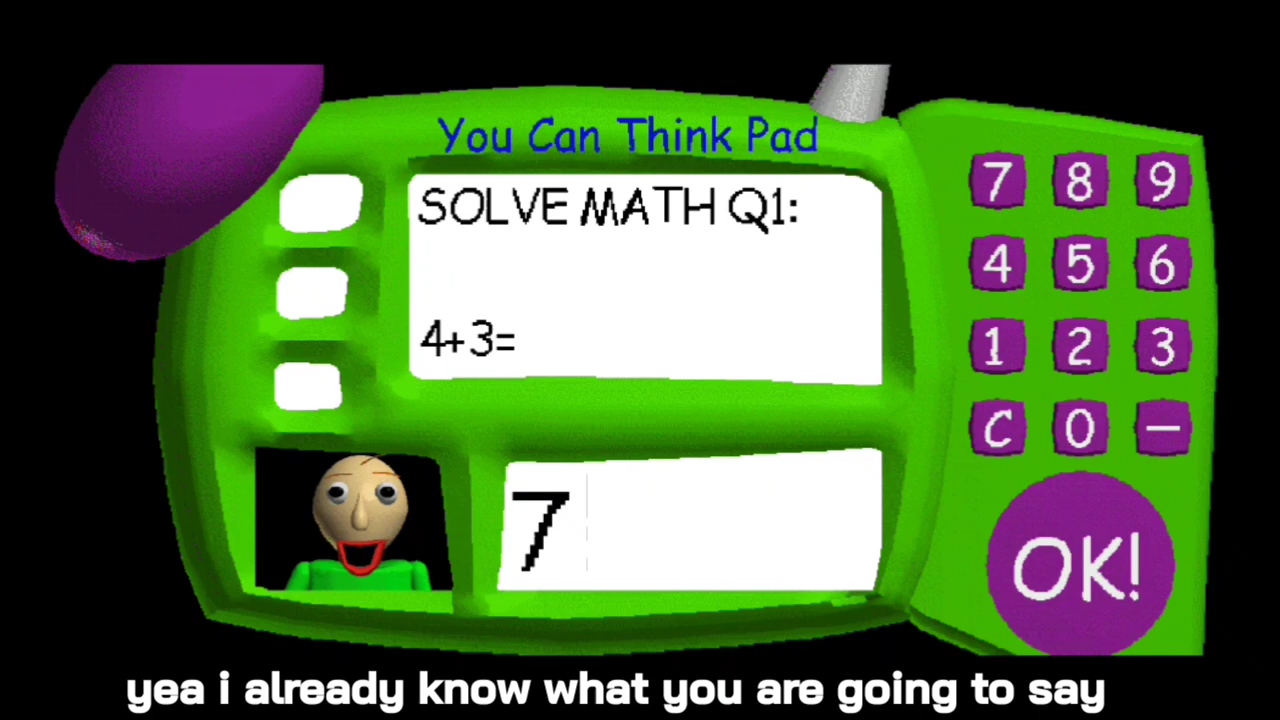 You Can Think Pad
SOLVE MATH Q1:
4+3=
7
7 8 9
4 5 6
1 2 3
C 0 −
OK!
yea i already know what you are going to say